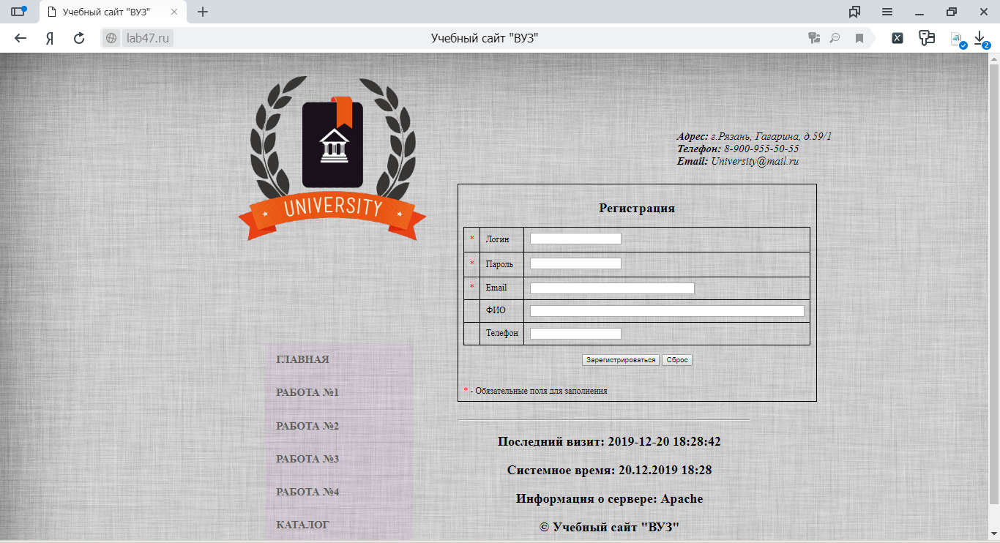 Учебный сайт "ВУЗ"
Я
lab47.ru
Учебный сайт "ВУЗ"
2
UNIVERSITY
Адрес: г.Рязань, Гагарина, д.59/1
Телефон: 8-900-955-50-55
Email: University@mail.ru
Регистрация
* Логин
* Пароль
* Email
ФИО
Телефон
Зарегистрироваться Сброс
* - Обязательные поля для заполнения
ГЛАВНАЯ
РАБОТА №1
РАБОТА №2
РАБОТА №3
РАБОТА №4
КАТАЛОГ
Последний визит: 2019-12-20 18:28:42
Системное время: 20.12.2019 18:28
Информация о сервере: Apache
© Учебный сайт "ВУЗ"